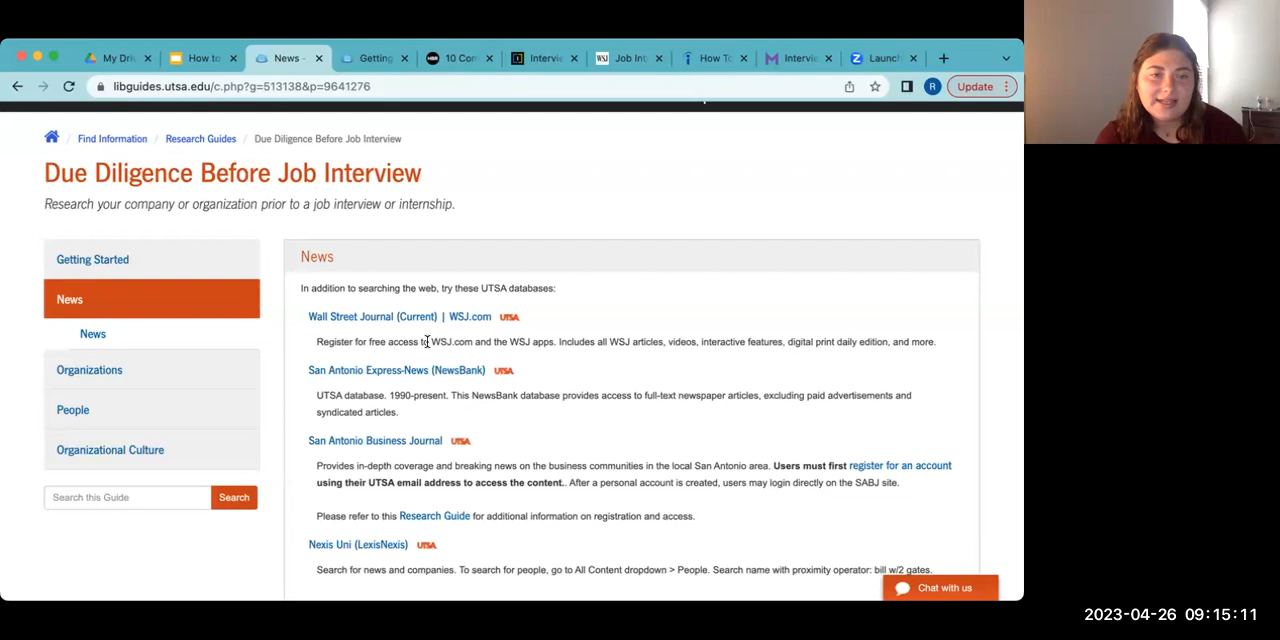 My Driv
How to
News -
Getting
10 Con
Intervie
WSJ
Job Inte
How To
Intervie
Launch
libguides.utsa.edu/c.php?g=513138&p=9641276
R
Update
Find Information / Research Guides / Due Diligence Before Job Interview
Due Diligence Before Job Interview
Research your company or organization prior to a job interview or internship.
Getting Started
News
News
Organizations
People
Organizational Culture
Search this Guide
Search
News
In addition to searching the web, try these UTSA databases:
Wall Street Journal (Current) | WSJ.com UTSA
Register for free access to WSJ.com and the WSJ apps. Includes all WSJ articles, videos, interactive features, digital print daily edition, and more.
San Antonio Express-News (NewsBank) UTSA
UTSA database. 1990-present. This NewsBank database provides access to full-text newspaper articles, excluding paid advertisements and
syndicated articles.
San Antonio Business Journal UTSA
Provides in-depth coverage and breaking news on the business communities in the local San Antonio area. Users must first register for an account
using their UTSA email address to access the content.. After a personal account is created, users may login directly on the SABJ site.
Please refer to this Research Guide for additional information on registration and access.
Nexis Uni (LexisNexis) UTSA
Search for news and companies. To search for people, go to All Content dropdown > People. Search name with proximity operator: bill w/2 gates.
Chat with us
2023-04-26 09:15:11